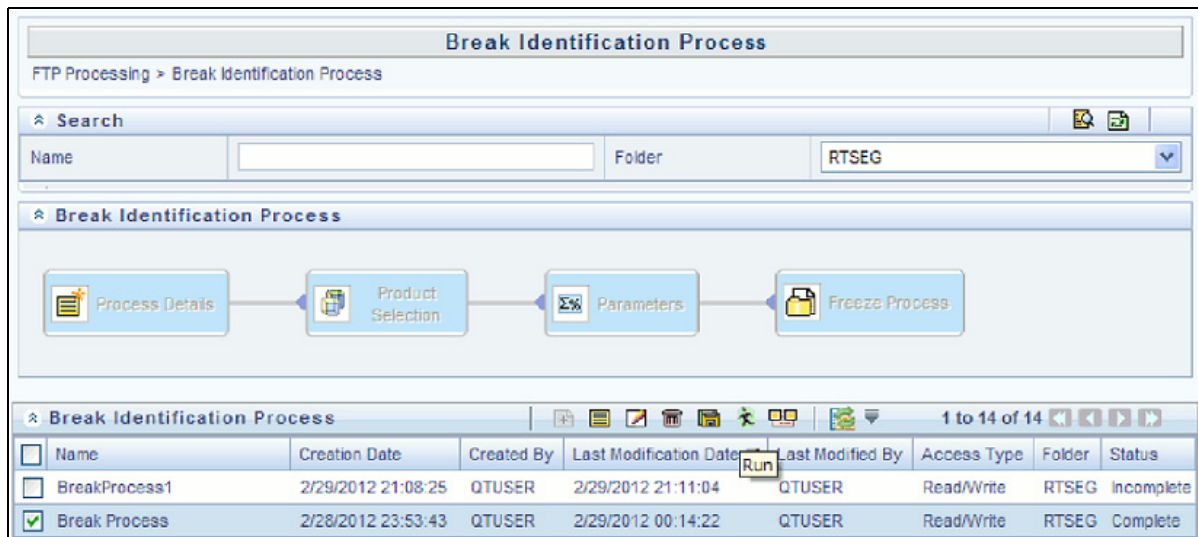 Break Identification Process
FTP Processing > Break Identification Process
Search
Name Folder RTSEG
Break Identification Process
Process Details
Product Selection
Σ% Parameters
Freeze Process
Break Identification Process 1 to 14 of 14
Name Creation Date Created By Last Modification Date Last Modified By Access Type Folder Status
Run
BreakProcess1 2/29/2012 21:08:25 QTUSER 2/29/2012 21:11:04 QTUSER Read/Write RTSEG Incomplete
Break Process 2/28/2012 23:53:43 QTUSER 2/29/2012 00:14:22 QTUSER Read/Write RTSEG Complete